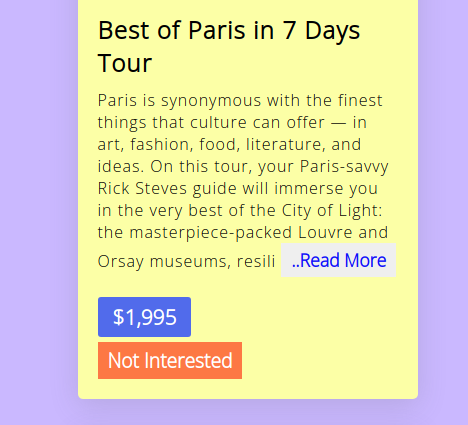 Best of Paris in 7 Days
Tour
Paris is synonymous with the finest
things that culture can offer — in
art, fashion, food, literature, and
ideas. On this tour, your Paris-savvy
Rick Steves guide will immerse you
in the very best of the City of Light:
the masterpiece-packed Louvre and
Orsay museums, resili ..Read More
$1,995
Not Interested